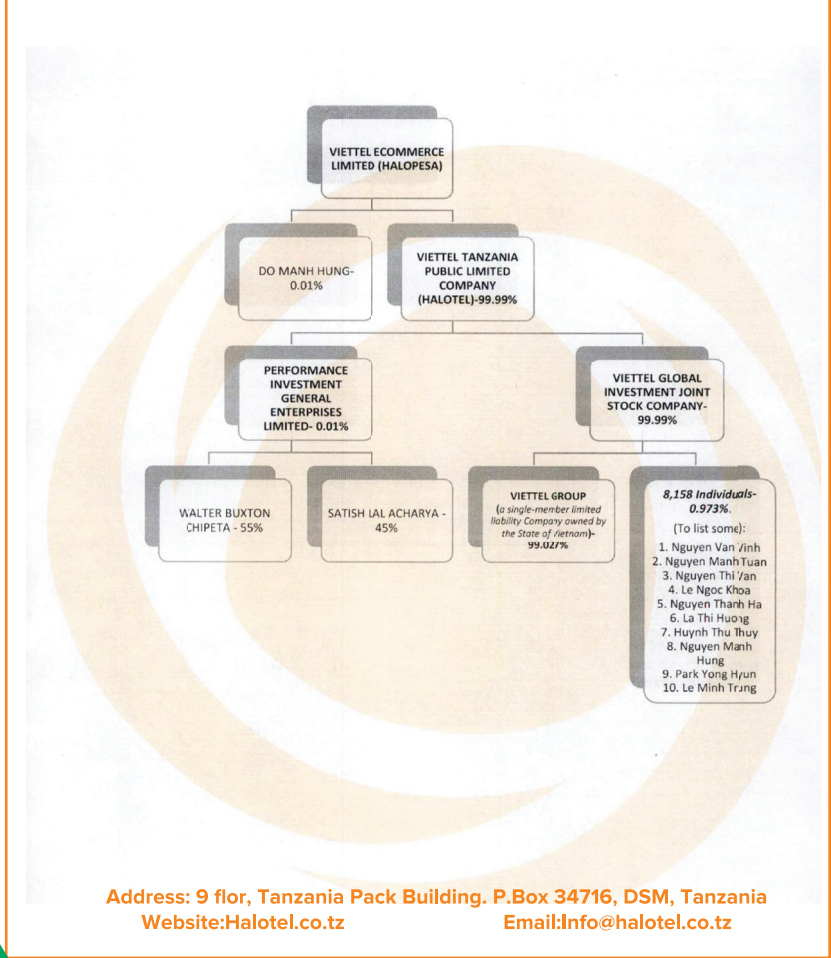 VIETTEL ECOMMERCE
LIMITED (HALOPESA)
DO MANH HUNG-
0.01%
VIETTEL TANZANIA
PUBLIC LIMITED
COMPANY
(HALOTEL)-99.99%
PERFORMANCE
INVESTMENT
GENERAL
ENTERPRISES
LIMITED- 0.01%
VIETTEL GLOBAL
INVESTMENT JOINT
STOCK COMPANY-
99.99%
WALTER BUXTON
CHIPETA - 55%
SATISH LAL ACHARYA -
45%
VIETTEL GROUP
(a single-member limited
liability Company owned by
the State of Vietnam)-
99.027%
8,158 Individuals-
0.973%.
(To list some):
1. Nguyen Van Vinh
2. Nguyen Manh Tuan
3. Nguyen Thi Van
4. Le Ngoc Khoa
5. Nguyen Thanh Ha
6. La Thi Huong
7. Huynh Thu Thuy
8. Nguyen Manh
Hung
9. Park Yong Hyun
10. Le Minh Trang
Address: 9 flor, Tanzania Pack Building. P.Box 34716, DSM, Tanzania
Website:Halotel.co.tz Email:Info@halotel.co.tz